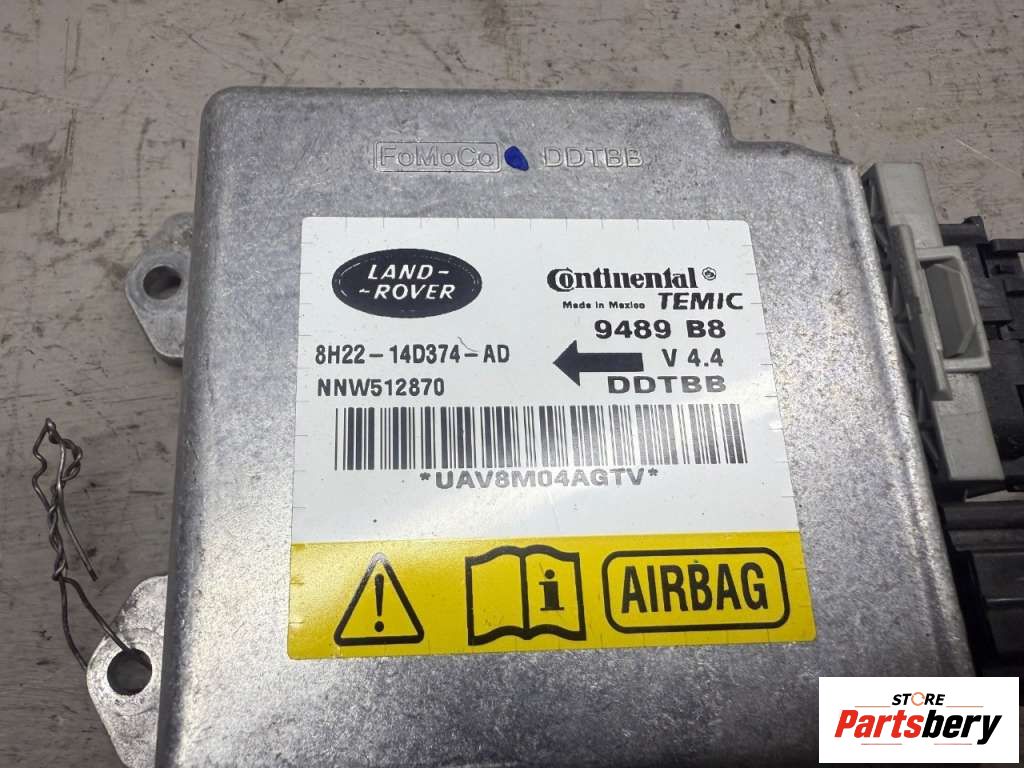 FoMoCo DDTBB
LAND-
-ROVER
Continental
Made in Mexico TEMIC
9489 B8
8H22-14D374-AD
V 4.4
NNW512870
DDTBB
*UAV8M04AGTV*
AIRBAG
STORE
Partsbery